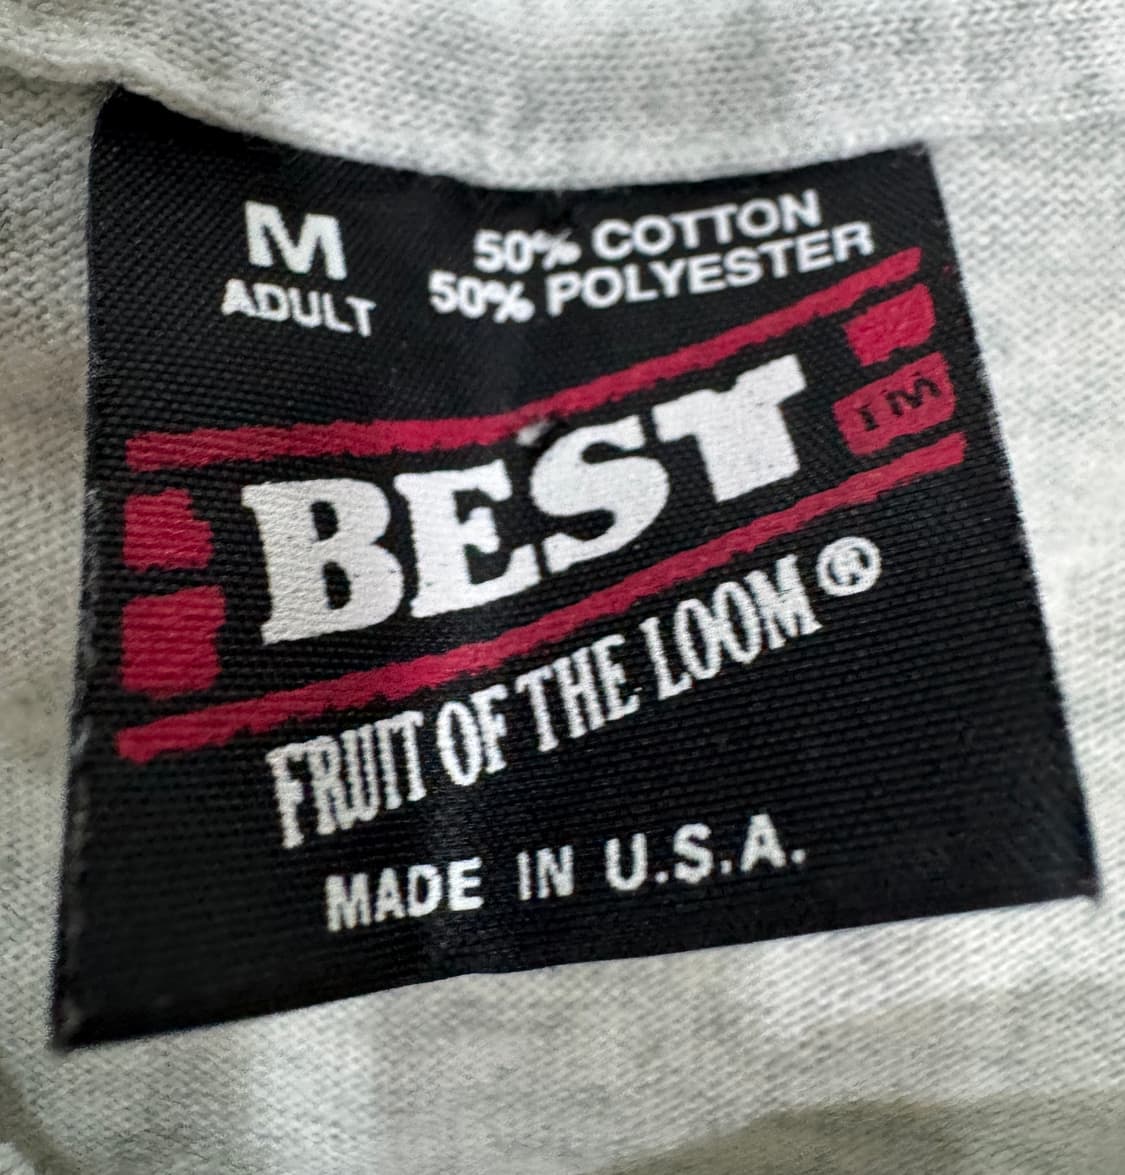 M
ADULT
50% COTTON
50% POLYESTER
BEST
TM
FRUIT OF THE LOOM®
MADE IN U.S.A.